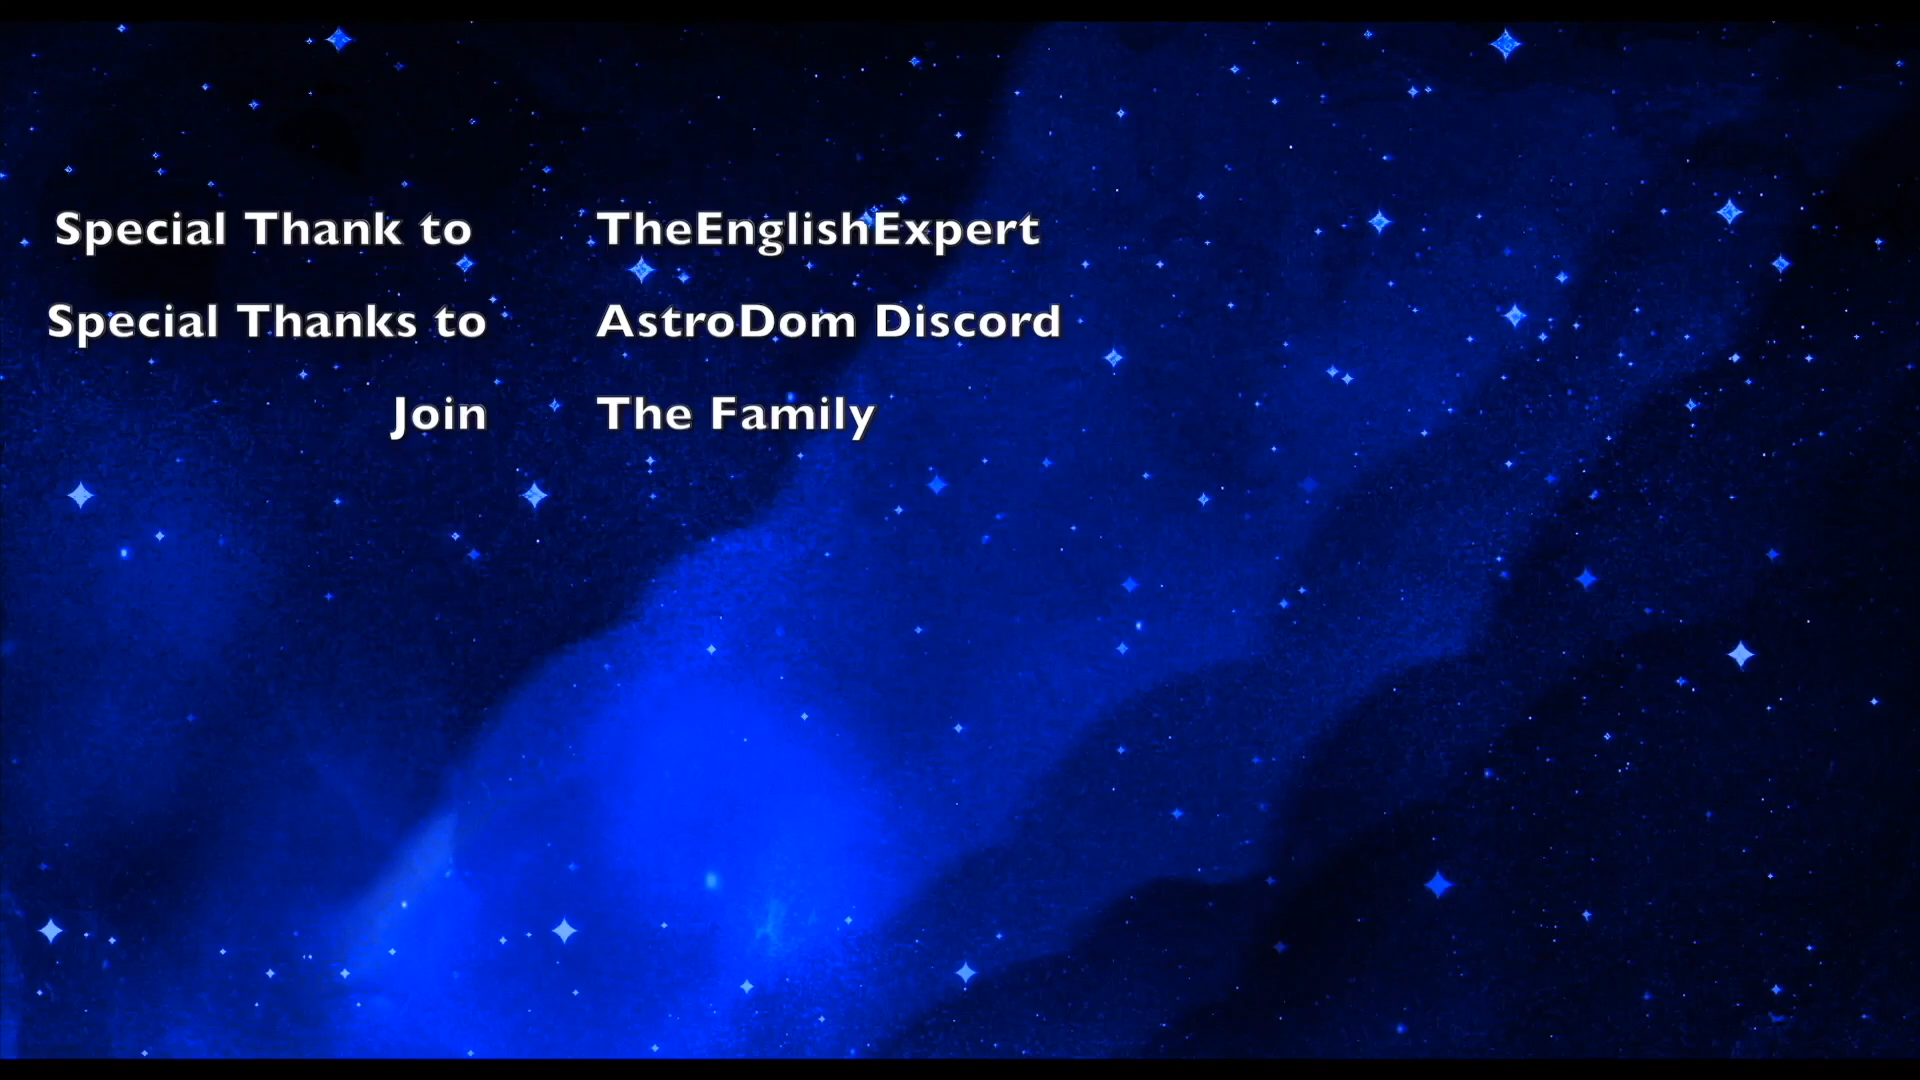 Special Thank to TheEnglishExpert
Special Thanks to AstroDom Discord
Join The Family